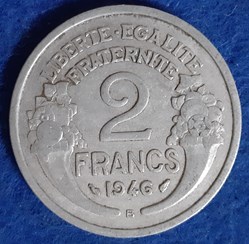 LIBERTE·EGALITE
FRATERNITE
2
FRANCS
1946
B